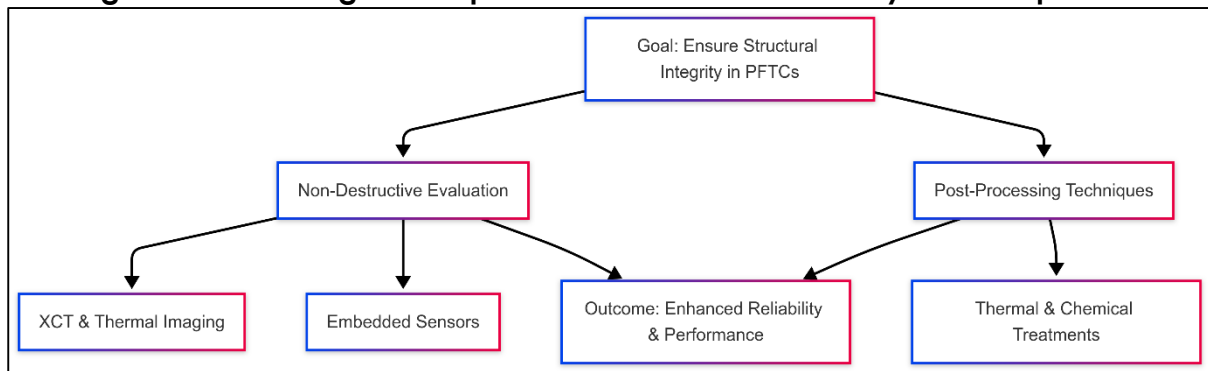 Goal: Ensure Structural
Integrity in PFTCs
Non-Destructive Evaluation
Post-Processing Techniques
XCT & Thermal Imaging
Embedded Sensors
Outcome: Enhanced Reliability
& Performance
Thermal & Chemical
Treatments